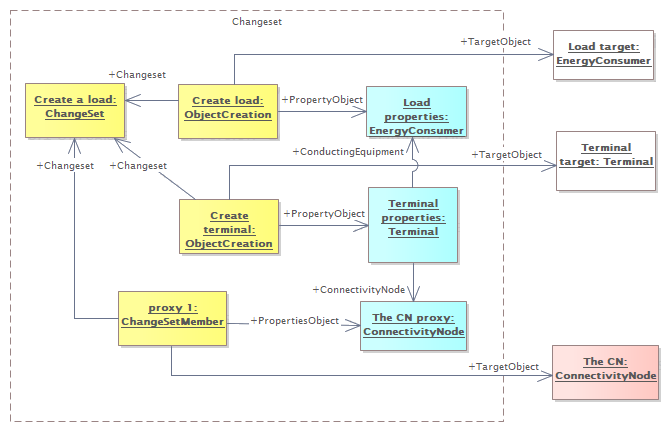 Changeset
+TargetObject
Load target:
EnergyConsumer
+Changeset
Create a load:
ChangeSet
Create load:
ObjectCreation
+PropertyObject
Load
properties:
EnergyConsumer
+ConductingEquipment
+TargetObject
Terminal
target: Terminal
+Changeset
+Changeset
Create
terminal:
ObjectCreation
+PropertyObject
Terminal
properties:
Terminal
+ConnectivityNode
proxy 1:
ChangeSetMember
+PropertiesObject
The CN proxy:
ConnectivityNode
+TargetObject
The CN:
ConnectivityNode